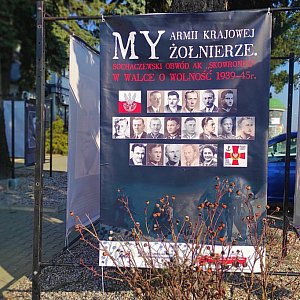 MY ARMII KRAJOWEJ
ŻOŁNIERZE.
SOCHACZEWSKI OBWÓD AK „SKOWRONEK”
W WALCE O WOLNOŚĆ 1939-45r.